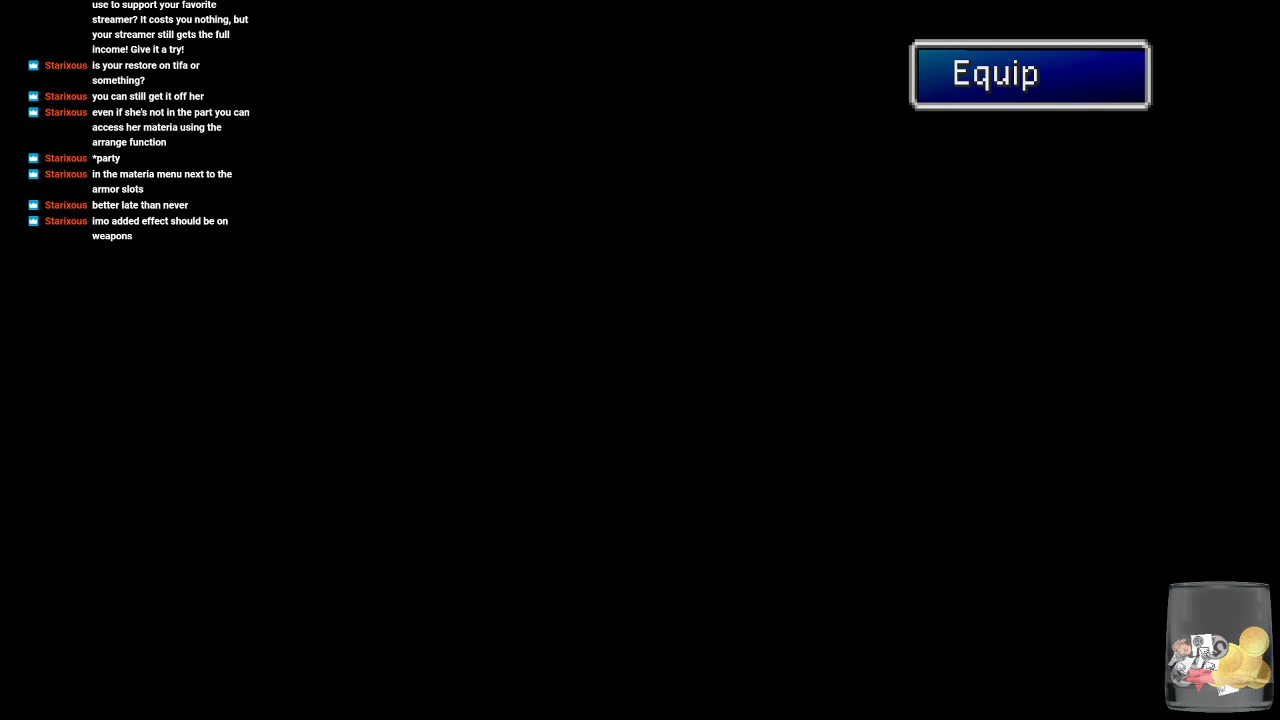 use to support your favorite
streamer? It costs you nothing, but
your streamer still gets the full
income! Give it a try!
Starixous is your restore on tifa or
something?
Starixous you can still get it off her
Starixous even if she's not in the part you can
access her materia using the
arrange function
Starixous *party
Starixous in the materia menu next to the
armor slots
Starixous better late than never
Starixous imo added effect should be on
weapons
Equip